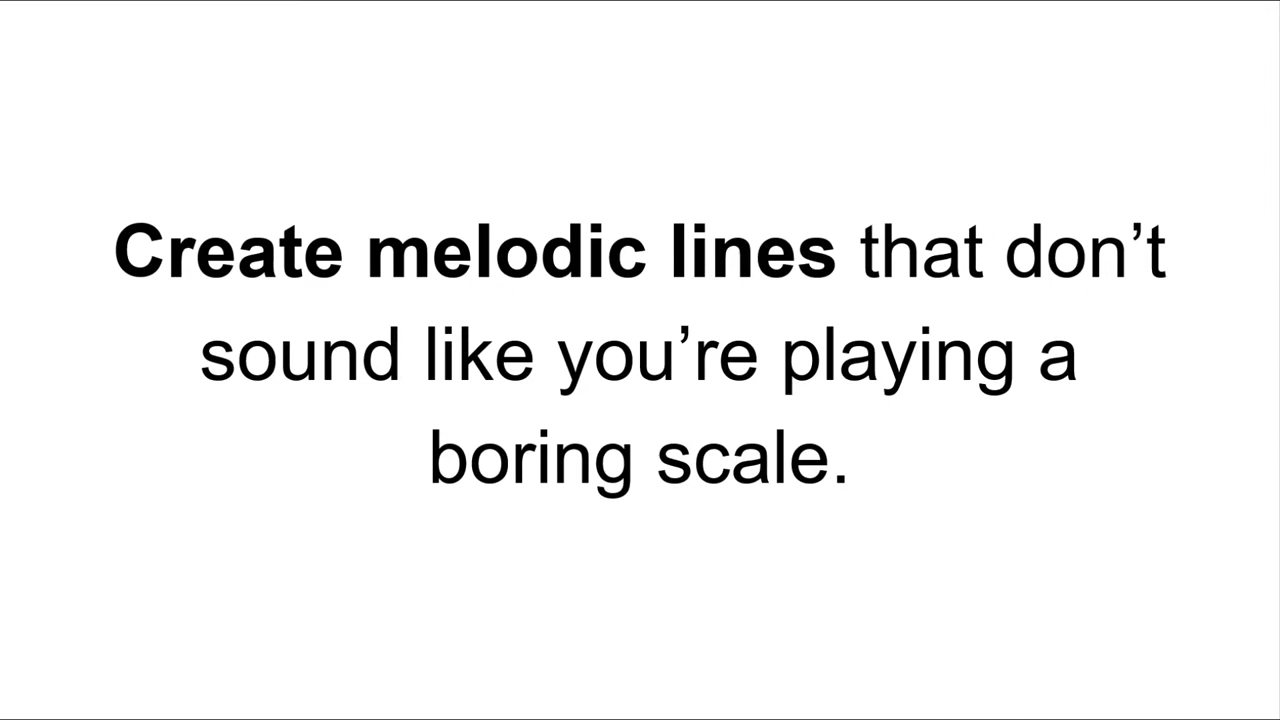 Create melodic lines that don’t
sound like you’re playing a
boring scale.